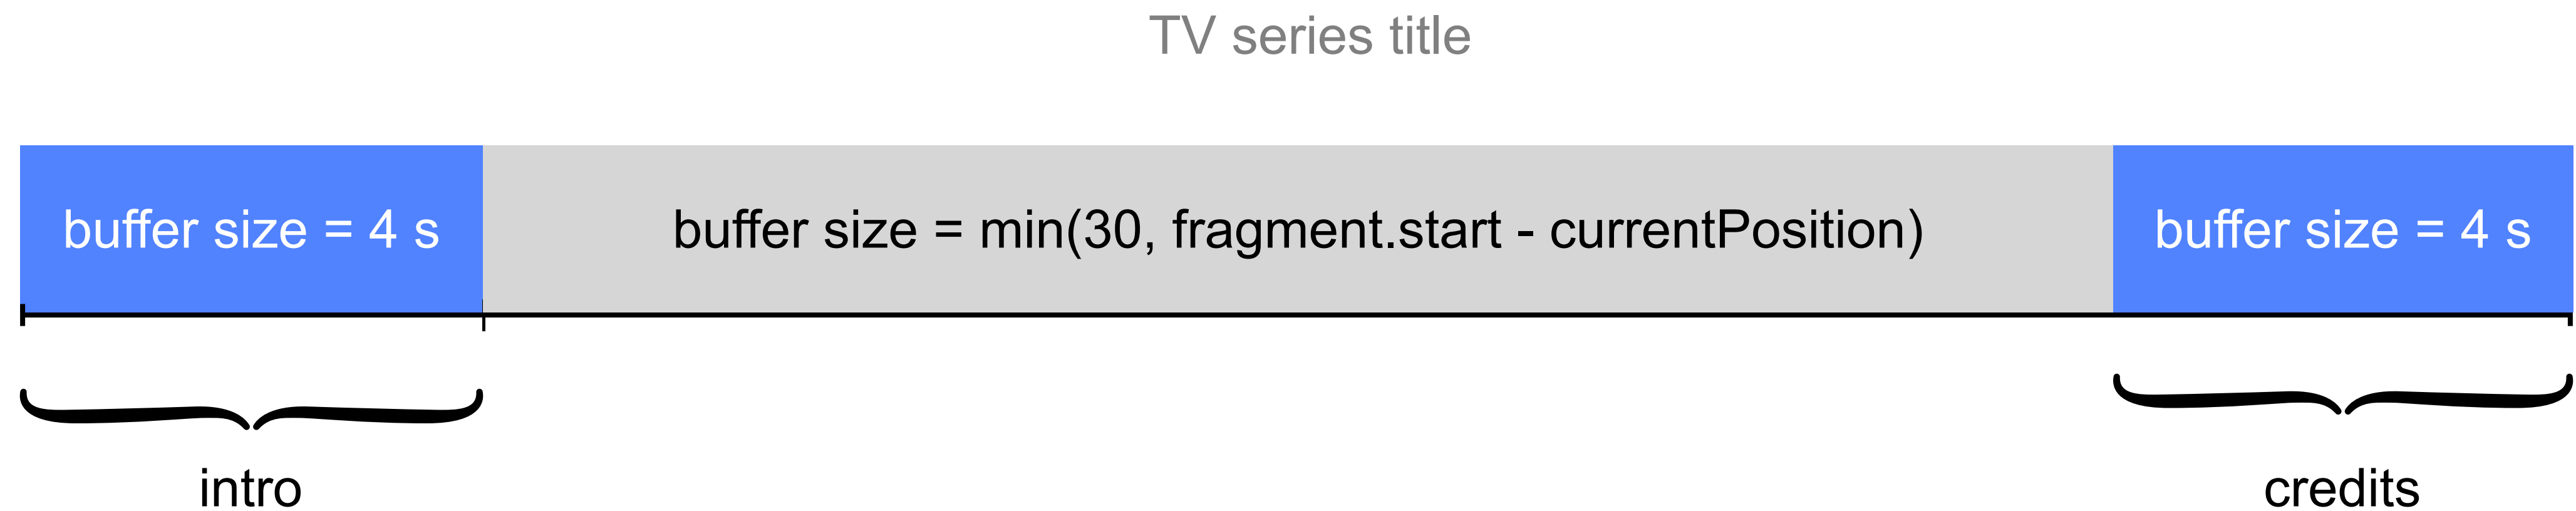 TV series title
buffer size = 4 s
buffer size = min(30, fragment.start - currentPosition)
buffer size = 4 s
intro
credits